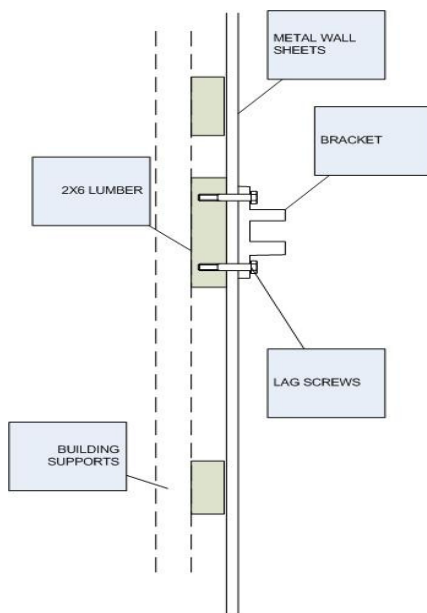 METAL WALL
SHEETS
BRACKET
2X6 LUMBER
LAG SCREWS
BUILDING
SUPPORTS